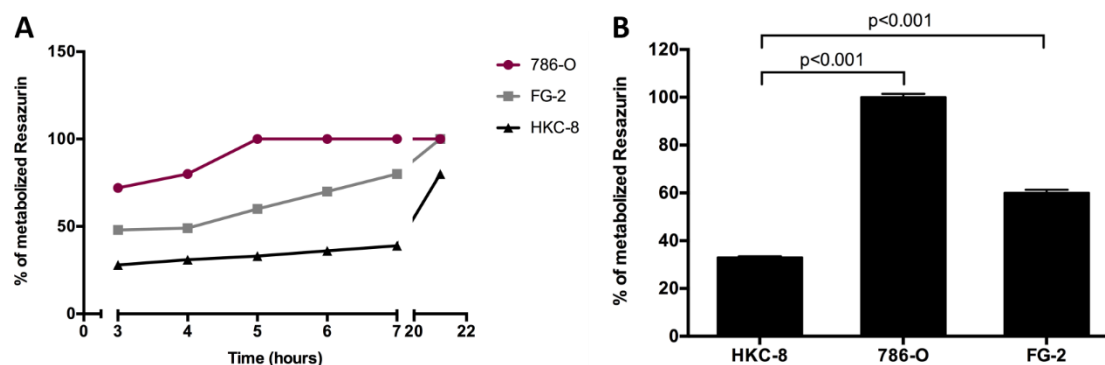 A
150
100
50
0
% of metabolized Resazurin
0 3 4 5 6 7 20 22
Time (hours)
786-O
FG-2
HKC-8
B
p<0.001
p<0.001
120
100
80
60
40
20
0
% of metabolized Resazurin
HKC-8 786-O FG-2